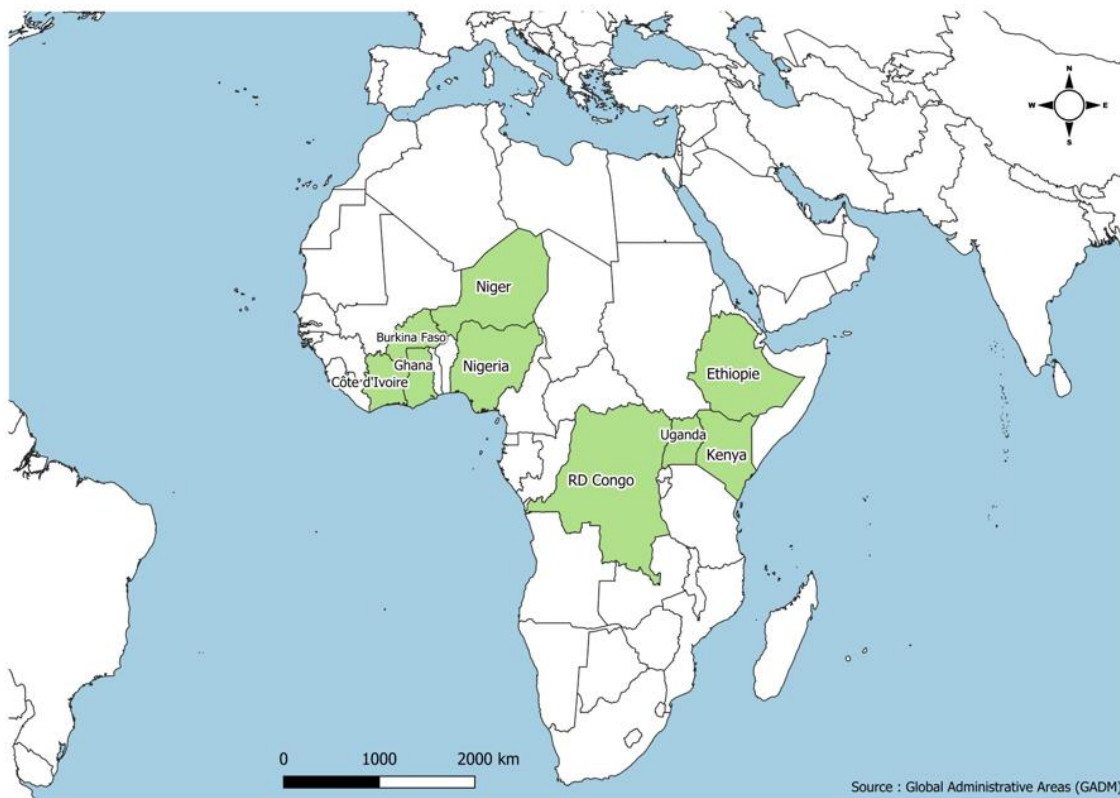 N
W E
S
Niger
Burkina Faso
Ghana
Nigeria
Côte d'Ivoire
Ethiopie
Uganda
Kenya
RD Congo
0 1000 2000 km
Source : Global Administrative Areas (GADM)